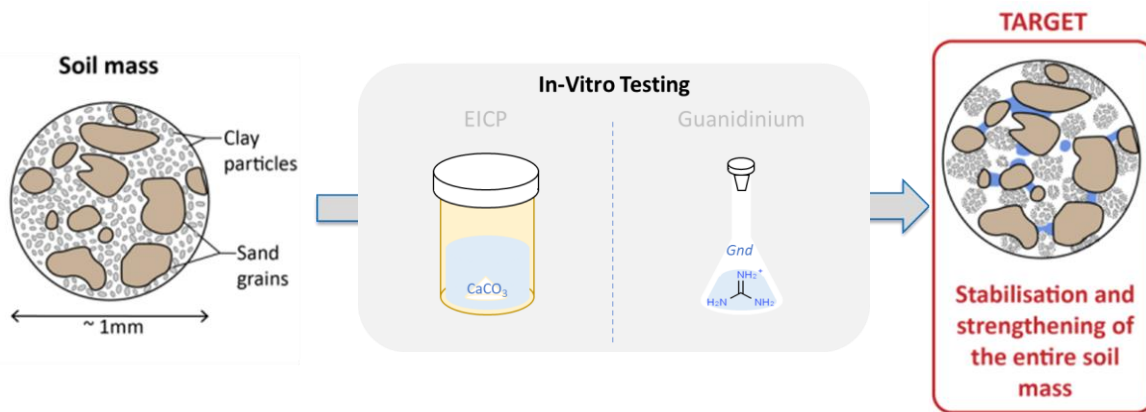 Soil mass
Clay
particles
Sand
grains
~ 1mm
In-Vitro Testing
EICP
Guanidinium
CaCO₃
Gnd
NH₂⁺
H₂N
NH₂
TARGET
Stabilisation and
strengthening of
the entire soil
mass